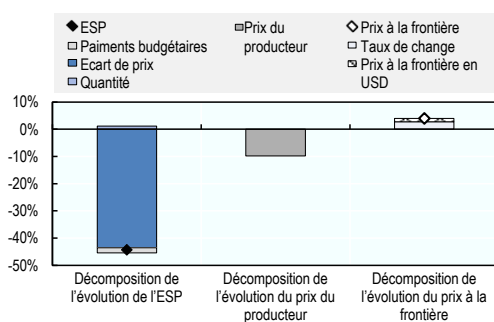 ESP
Paiments budgétaires
Ecart de prix
Quantité
Prix du
producteur
Prix à la frontière
Taux de change
Prix à la frontière en
USD
10%
0%
-10%
-20%
-30%
-40%
-50%
Décomposition de
l'évolution de l'ESP
Décomposition de
l'évolution du prix du
producteur
Décomposition de
l'évolution du prix à la
frontière